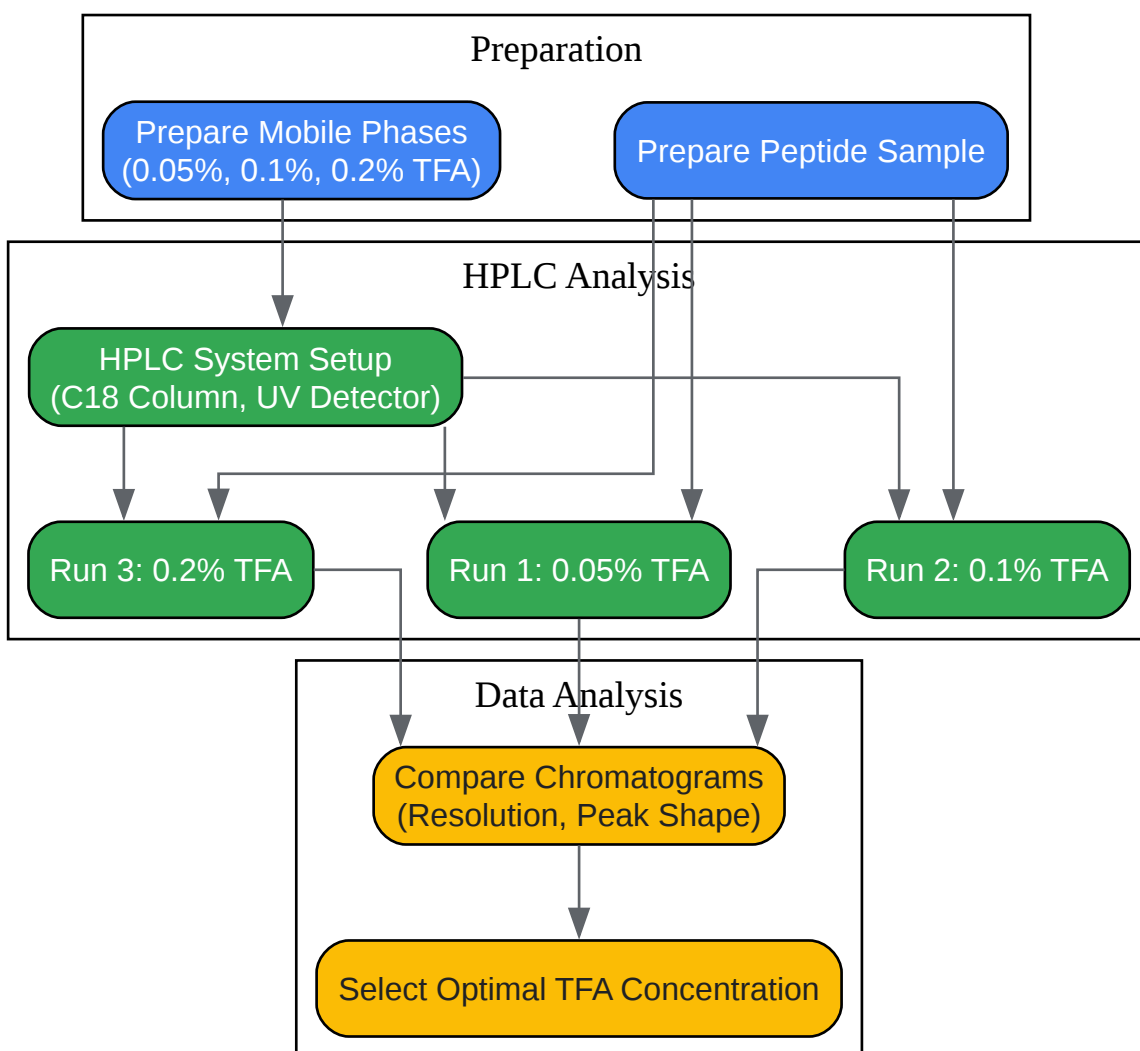 Preparation
Prepare Mobile Phases
(0.05%, 0.1%, 0.2% TFA)
Prepare Peptide Sample
HPLC Analysis
HPLC System Setup
(C18 Column, UV Detector)
Run 3: 0.2% TFA
Run 1: 0.05% TFA
Run 2: 0.1% TFA
Data Analysis
Compare Chromatograms
(Resolution, Peak Shape)
Select Optimal TFA Concentration